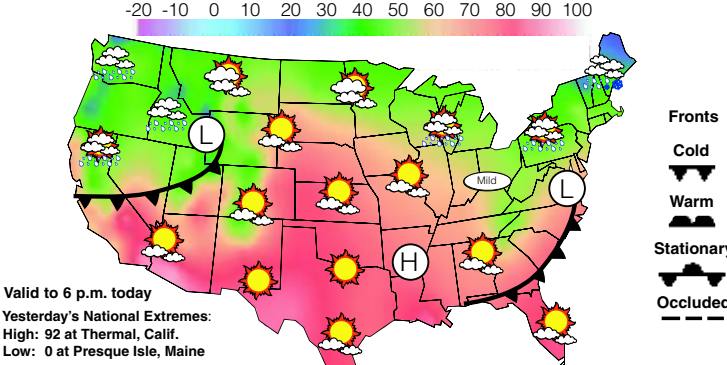 -20 -10 0 10 20 30 40 50 60 70 80 90 100
L
Mild
L
H
Fronts
Cold
Warm
Stationary
Occluded
Valid to 6 p.m. today
Yesterday's National Extremes:
High: 92 at Thermal, Calif.
Low: 0 at Presque Isle, Maine